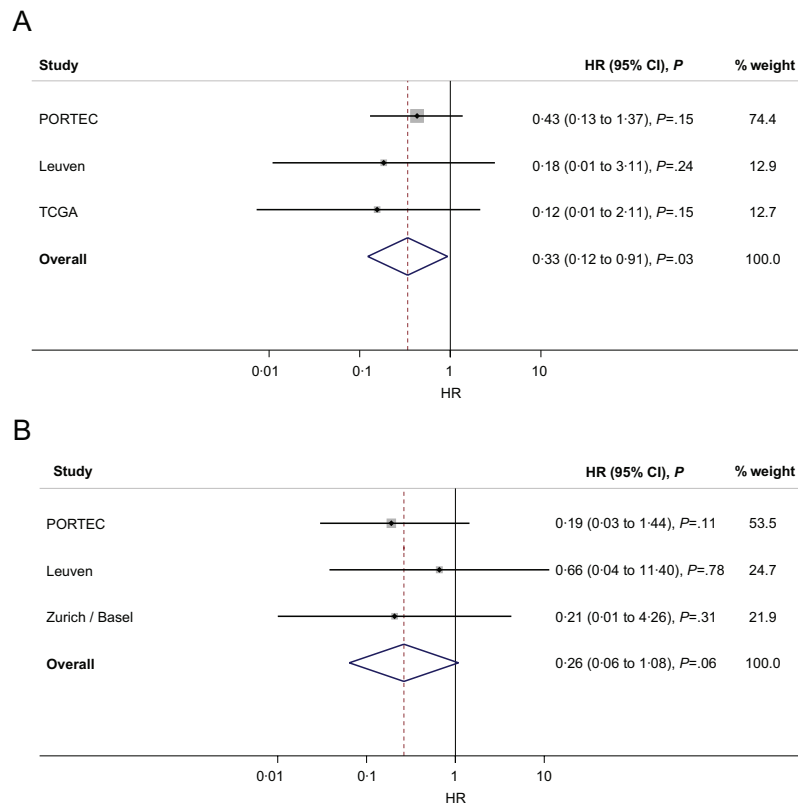 A
Study HR (95% CI), P % weight
PORTEC 0·43 (0·13 to 1·37), P=.15 74.4
Leuven 0·18 (0·01 to 3·11), P=.24 12.9
TCGA 0·12 (0·01 to 2·11), P=.15 12.7
Overall 0·33 (0·12 to 0·91), P=.03 100.0
0·01 0·1 1 10
HR
B
Study HR (95% CI), P % weight
PORTEC 0·19 (0·03 to 1·44), P=.11 53.5
Leuven 0·66 (0·04 to 11·40), P=.78 24.7
Zurich / Basel 0·21 (0·01 to 4·26), P=.31 21.9
Overall 0·26 (0·06 to 1·08), P=.06 100.0
0·01 0·1 1 10
HR